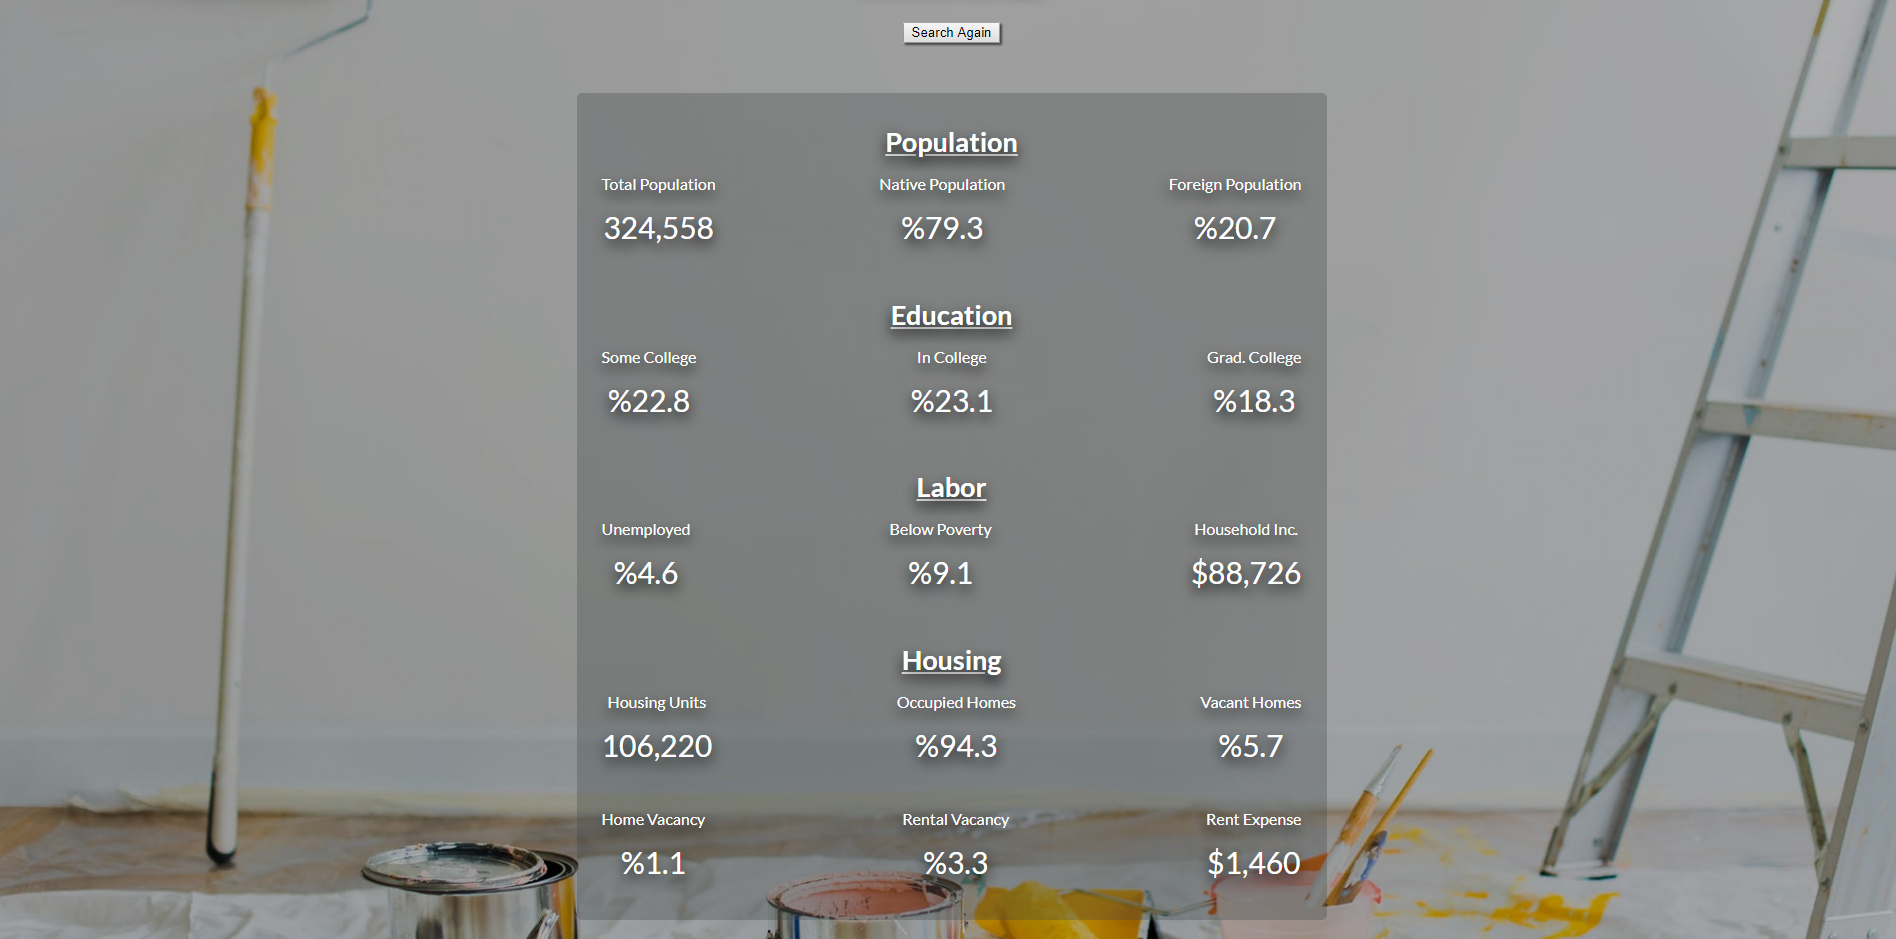 Search Again
Population
Total Population Native Population Foreign Population
324,558 %79.3 %20.7
Education
Some College In College Grad. College
%22.8 %23.1 %18.3
Labor
Unemployed Below Poverty Household Inc.
%4.6 %9.1 $88,726
Housing
Housing Units Occupied Homes Vacant Homes
106,220 %94.3 %5.7
Home Vacancy Rental Vacancy Rent Expense
%1.1 %3.3 $1,460